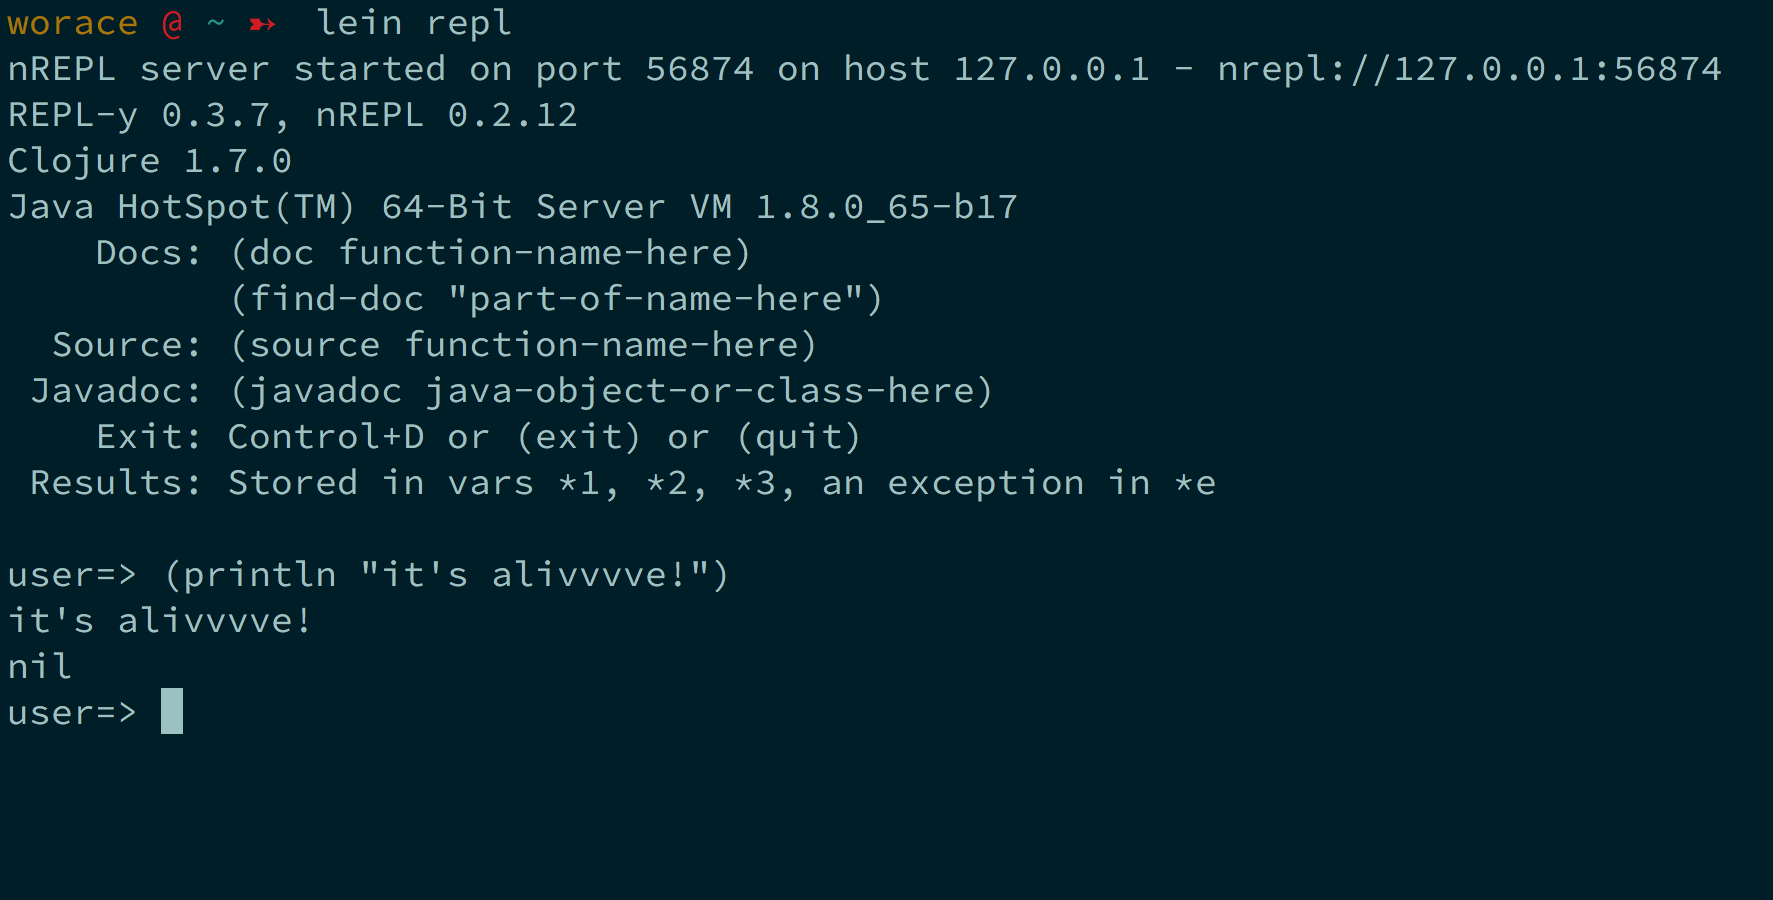 worace @ ~ ➳ lein repl
nREPL server started on port 56874 on host 127.0.0.1 - nrepl://127.0.0.1:56874
REPL-y 0.3.7, nREPL 0.2.12
Clojure 1.7.0
Java HotSpot(TM) 64-Bit Server VM 1.8.0_65-b17
    Docs: (doc function-name-here)
          (find-doc "part-of-name-here")
  Source: (source function-name-here)
 Javadoc: (javadoc java-object-or-class-here)
    Exit: Control+D or (exit) or (quit)
 Results: Stored in vars *1, *2, *3, an exception in *e

user=> (println "it's alivvvve!")
it's alivvvve!
nil
user=>